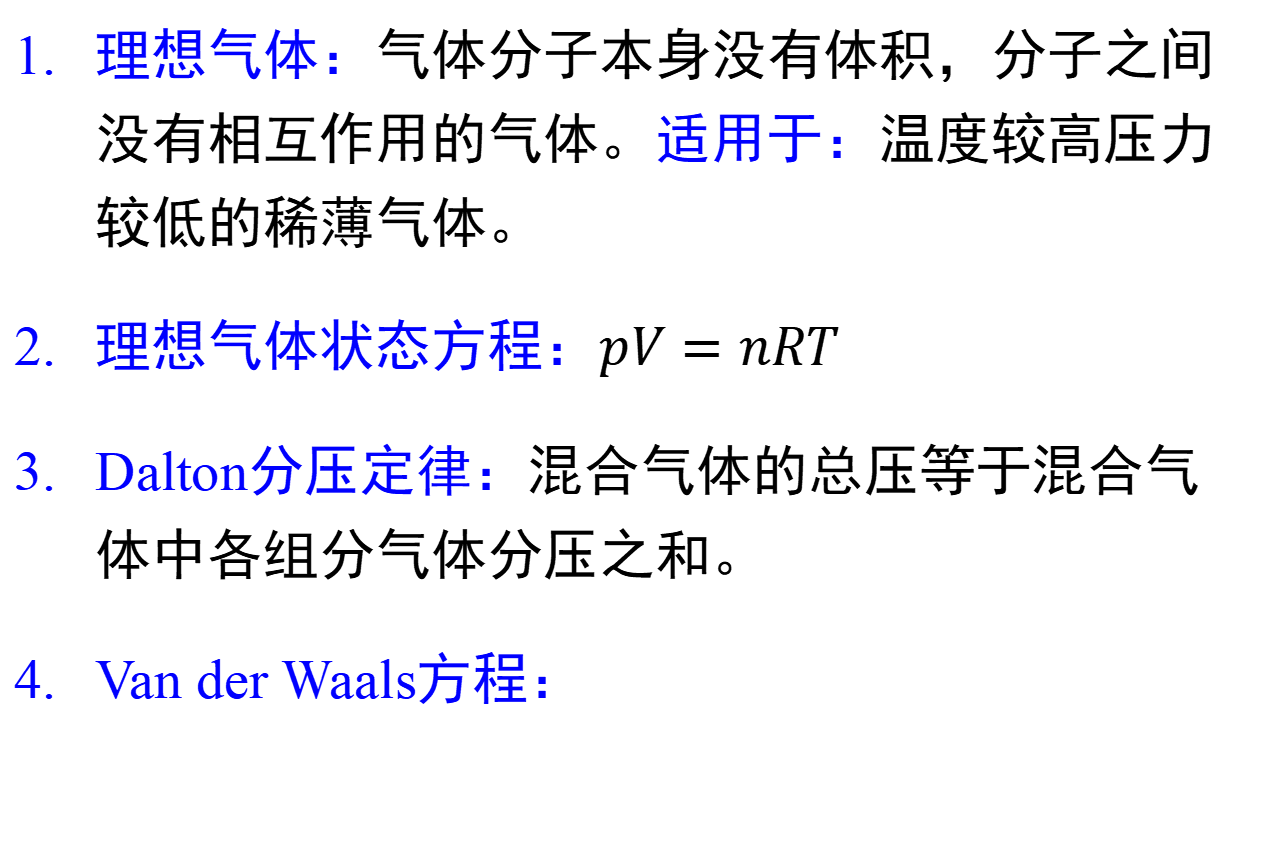 1. 理想气体：气体分子本身没有体积，分子之间
没有相互作用的气体。适用于：温度较高压力
较低的稀薄气体。
2. 理想气体状态方程：pV = nRT
3. Dalton分压定律：混合气体的总压等于混合气
体中各组分气体分压之和。
4. Van der Waals方程：